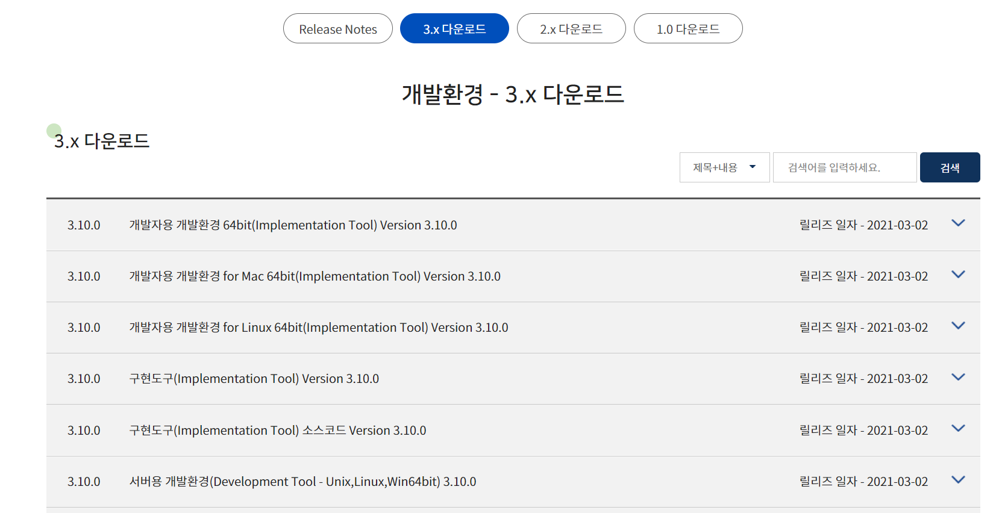 Release Notes 3.x 다운로드 2.x 다운로드 1.0 다운로드
개발환경 - 3.x 다운로드
3.x 다운로드
제목+내용 검색어를 입력하세요. 검색
3.10.0 개발자용 개발환경 64bit(Implementation Tool) Version 3.10.0 릴리즈 일자 - 2021-03-02
3.10.0 개발자용 개발환경 for Mac 64bit(Implementation Tool) Version 3.10.0 릴리즈 일자 - 2021-03-02
3.10.0 개발자용 개발환경 for Linux 64bit(Implementation Tool) Version 3.10.0 릴리즈 일자 - 2021-03-02
3.10.0 구현도구(Implementation Tool) Version 3.10.0 릴리즈 일자 - 2021-03-02
3.10.0 구현도구(Implementation Tool) 소스코드 Version 3.10.0 릴리즈 일자 - 2021-03-02
3.10.0 서버용 개발환경(Development Tool - Unix,Linux,Win64bit) 3.10.0 릴리즈 일자 - 2021-03-02